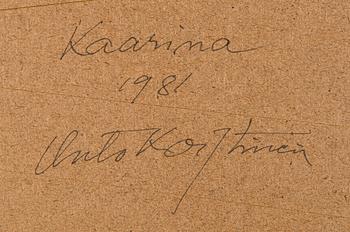 Kaarina
1981
Unto Koistinen